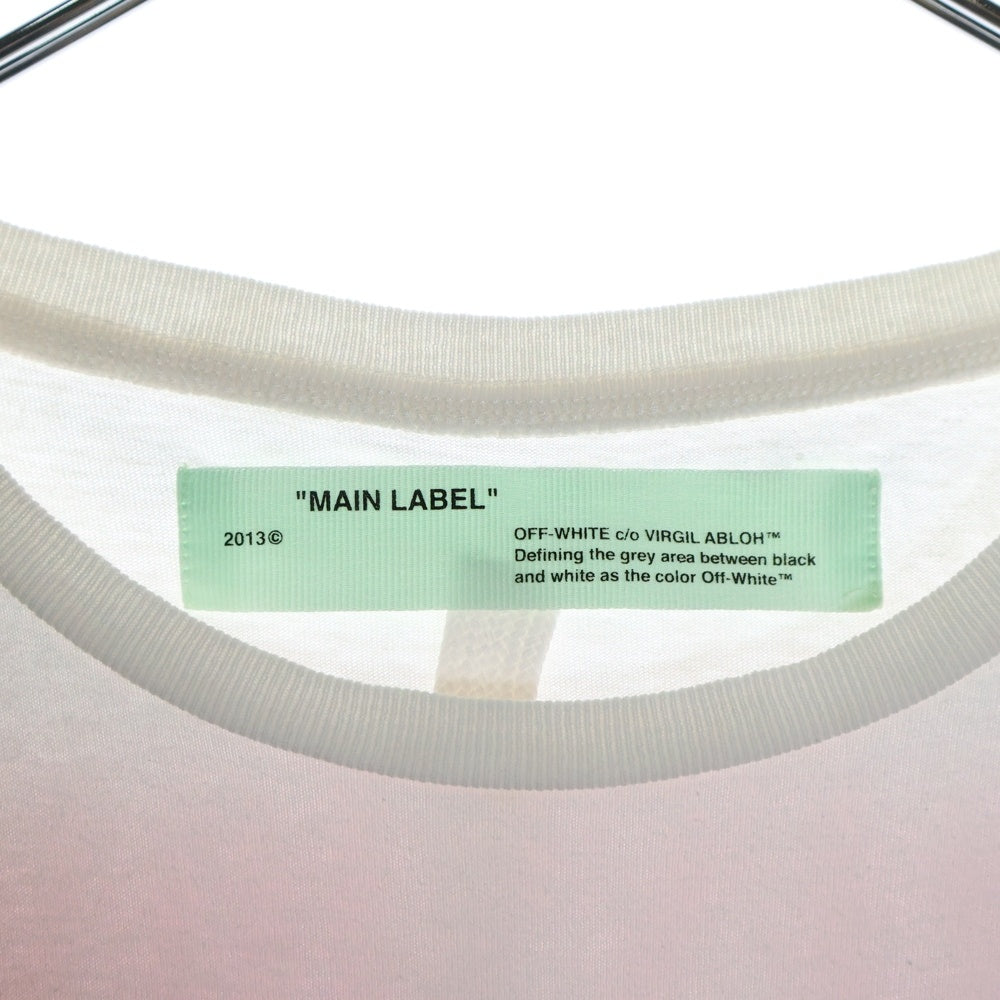 "MAIN LABEL"
2013©
OFF-WHITE c/o VIRGIL ABLOH™
Defining the grey area between black
and white as the color Off-White™